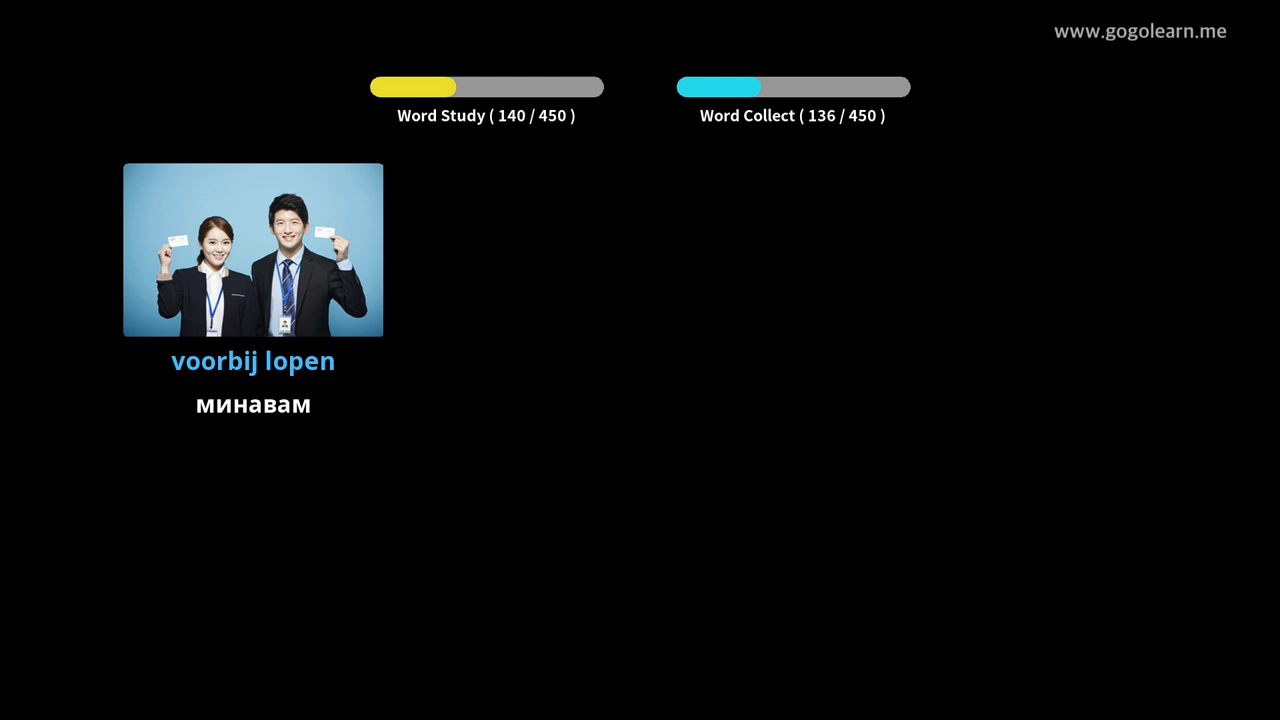 www.gogolearn.me
Word Study ( 140 / 450 )
Word Collect ( 136 / 450 )
voorbij lopen
минавам